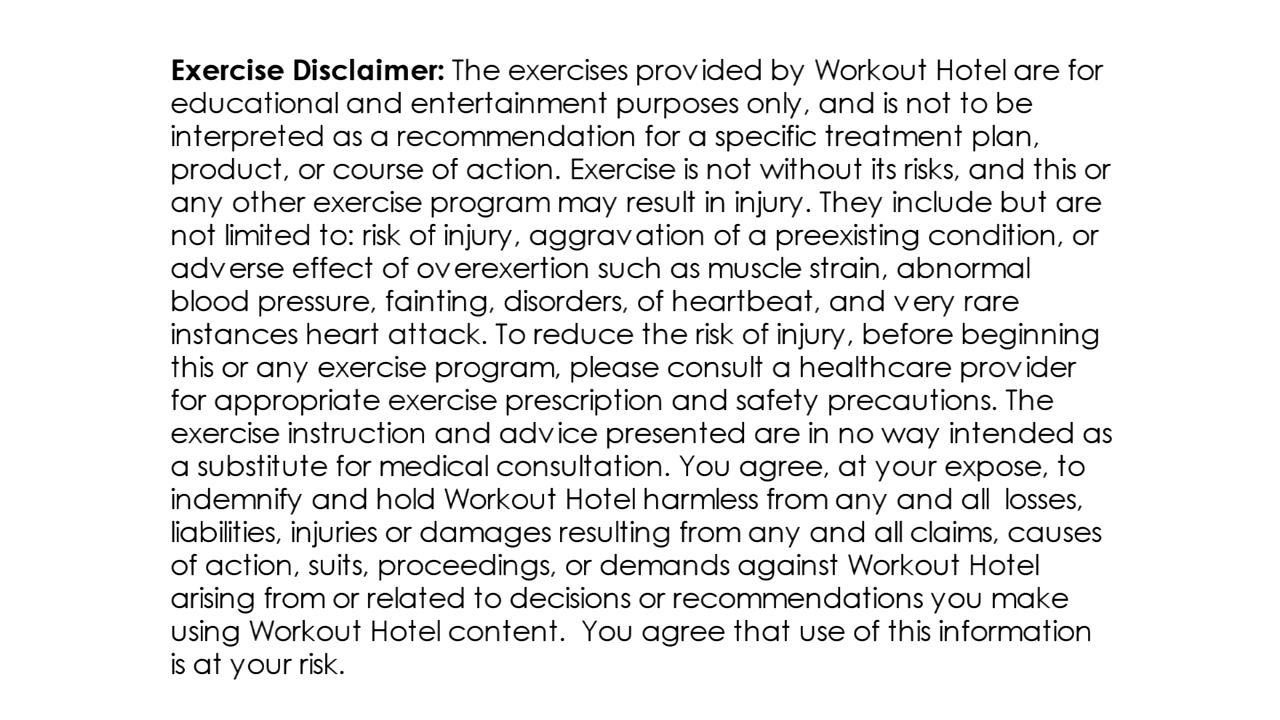 Exercise Disclaimer: The exercises provided by Workout Hotel are for
educational and entertainment purposes only, and is not to be
interpreted as a recommendation for a specific treatment plan,
product, or course of action. Exercise is not without its risks, and this or
any other exercise program may result in injury. They include but are
not limited to: risk of injury, aggravation of a preexisting condition, or
adverse effect of overexertion such as muscle strain, abnormal
blood pressure, fainting, disorders, of heartbeat, and very rare
instances heart attack. To reduce the risk of injury, before beginning
this or any exercise program, please consult a healthcare provider
for appropriate exercise prescription and safety precautions. The
exercise instruction and advice presented are in no way intended as
a substitute for medical consultation. You agree, at your expose, to
indemnify and hold Workout Hotel harmless from any and all  losses,
liabilities, injuries or damages resulting from any and all claims, causes
of action, suits, proceedings, or demands against Workout Hotel
arising from or related to decisions or recommendations you make
using Workout Hotel content.  You agree that use of this information
is at your risk.